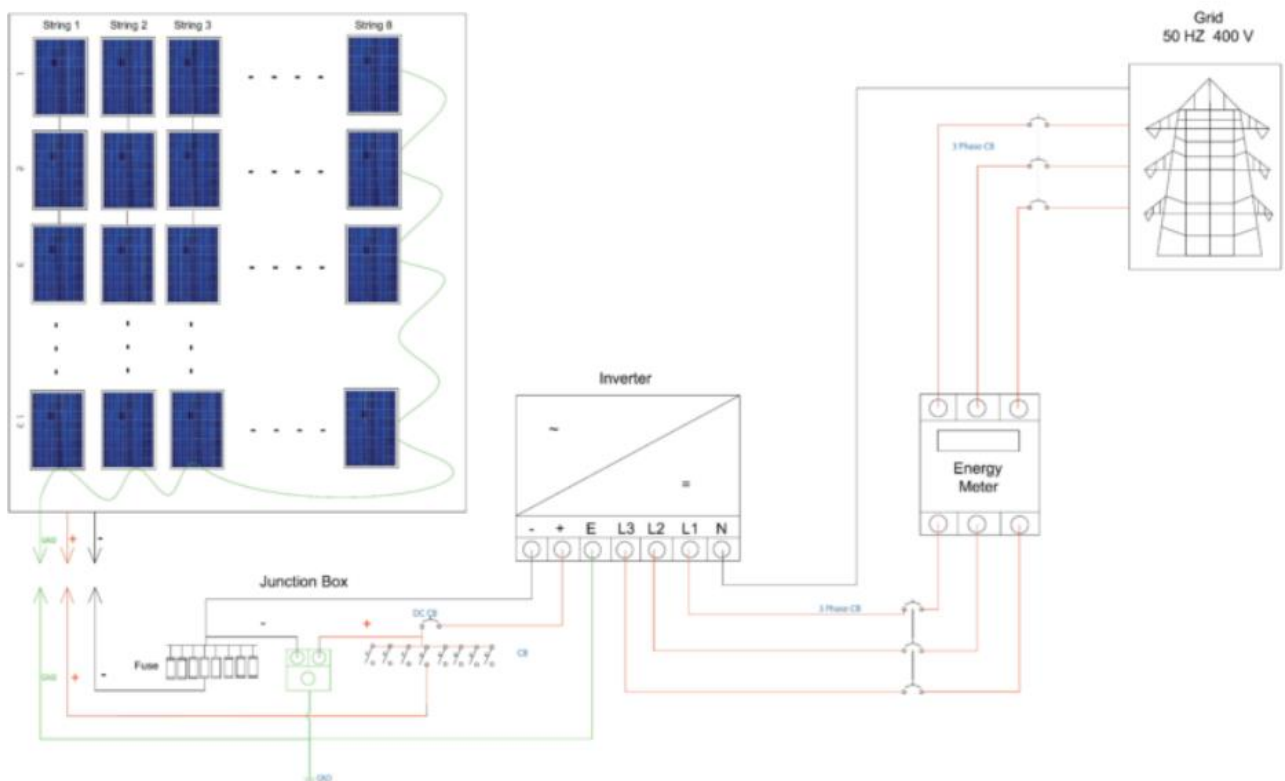 String 1 String 2 String 3 String 8
Grid
50 HZ 400 V
1
2
3
3 Phase CB
Inverter
~
=
- + E L3 L2 L1 N
Energy
Meter
+ -
Junction Box
DC CB
3 Phase CB
- +
Fuse
CB
+ -